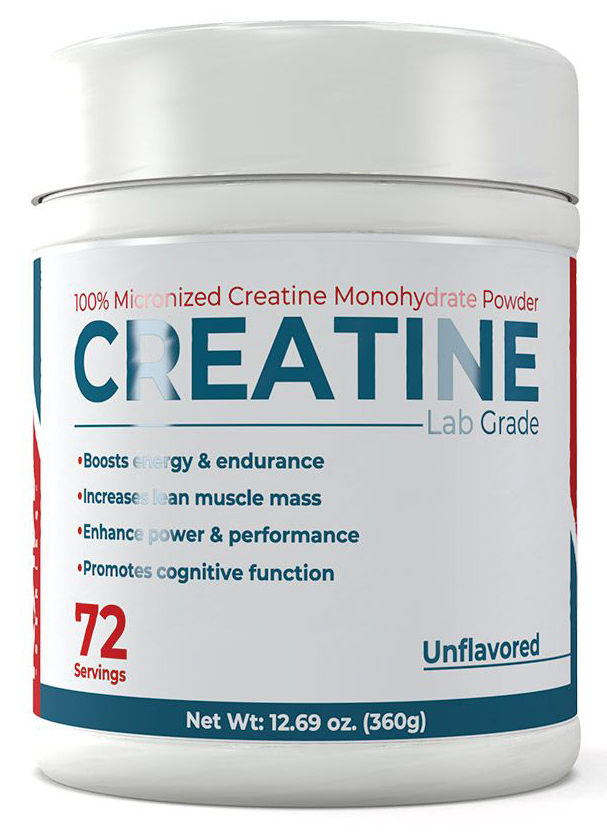 100% Micronized Creatine Monohydrate Powder
CREATINE
Lab Grade
•Boosts energy & endurance
•Increases lean muscle mass
•Enhance power & performance
•Promotes cognitive function
72
Servings
Unflavored
Net Wt: 12.69 oz. (360g)